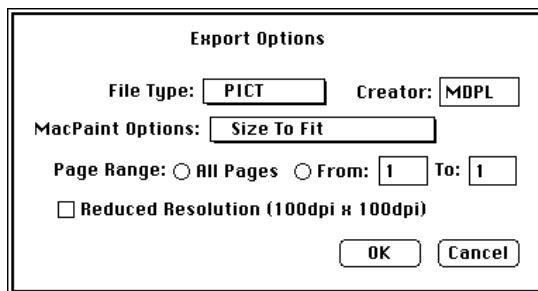 Export Options
File Type: PICT Creator: MDPL
MacPaint Options: Size To Fit
Page Range: All Pages From: 1 To: 1
Reduced Resolution (100dpi x 100dpi)
OK Cancel